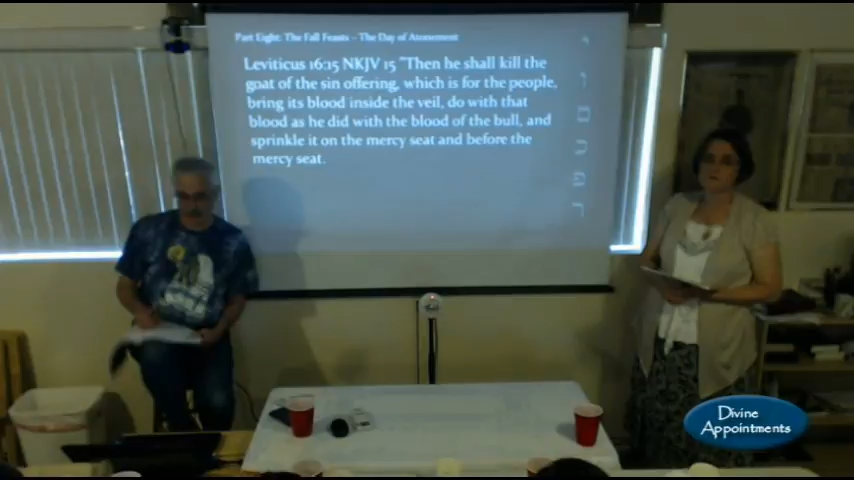 Part Eight: The Fall Feasts – The Day of Atonement
Leviticus 16:15 NKJV 15 "Then he shall kill the
goat of the sin offering, which is for the people,
bring its blood inside the veil, do with that
blood as he did with the blood of the bull, and
sprinkle it on the mercy seat and before the
mercy seat.
Divine
Appointments